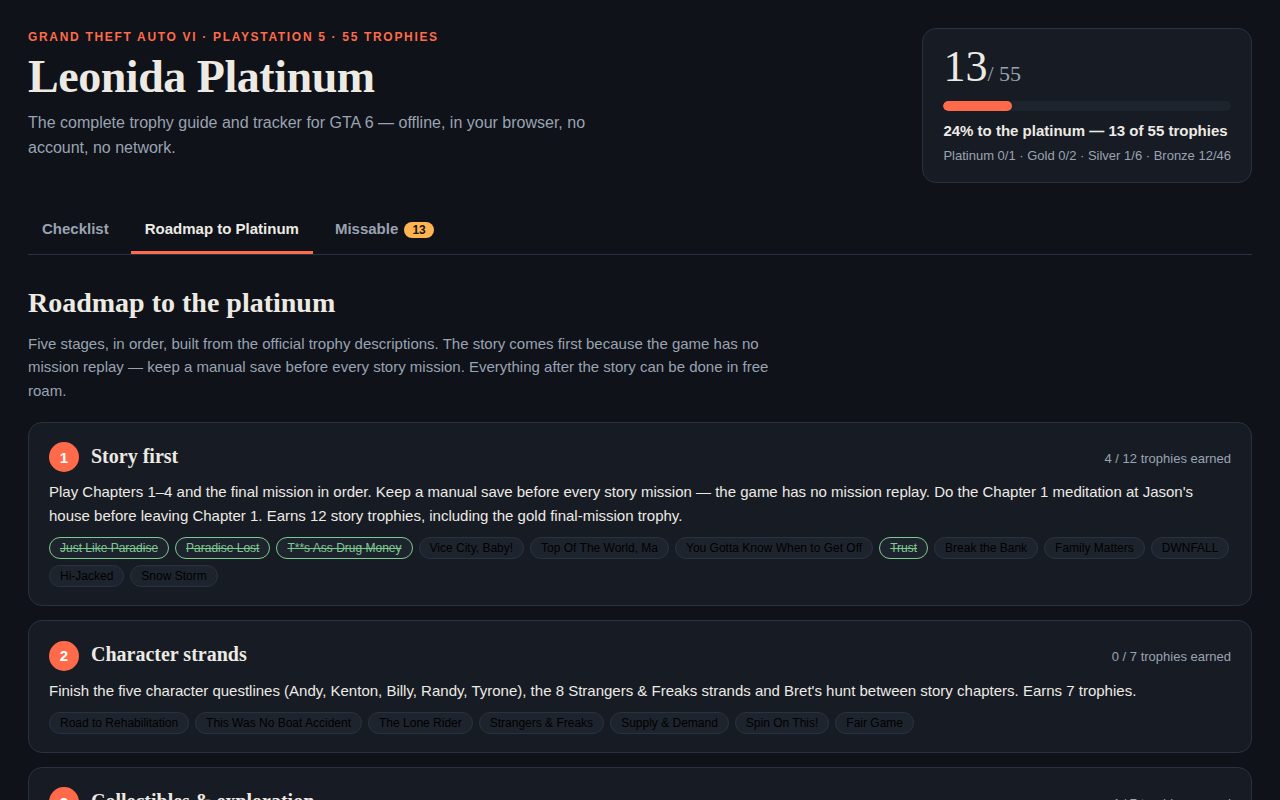 GRAND THEFT AUTO VI · PLAYSTATION 5 · 55 TROPHIES
Leonida Platinum
The complete trophy guide and tracker for GTA 6 — offline, in your browser, no
account, no network.
13/ 55
24% to the platinum — 13 of 55 trophies
Platinum 0/1 · Gold 0/2 · Silver 1/6 · Bronze 12/46
Checklist Roadmap to Platinum Missable 13
Roadmap to the platinum
Five stages, in order, built from the official trophy descriptions. The story comes first because the game has no
mission replay — keep a manual save before every story mission. Everything after the story can be done in free
roam.
1 Story first 4 / 12 trophies earned
Play Chapters 1–4 and the final mission in order. Keep a manual save before every story mission — the game has no mission replay. Do the Chapter 1 meditation at Jason's
house before leaving Chapter 1. Earns 12 story trophies, including the gold final-mission trophy.
Just Like Paradise Paradise Lost T**s Ass Drug Money Vice City, Baby! Top Of The World, Ma You Gotta Know When to Get Off Trust Break the Bank Family Matters DWNFALL
Hi-Jacked Snow Storm
2 Character strands 0 / 7 trophies earned
Finish the five character questlines (Andy, Kenton, Billy, Randy, Tyrone), the 8 Strangers & Freaks strands and Bret's hunt between story chapters. Earns 7 trophies.
Road to Rehabilitation This Was No Boat Accident The Lone Rider Strangers & Freaks Supply & Demand Spin On This! Fair Game
Collectibles & exploration